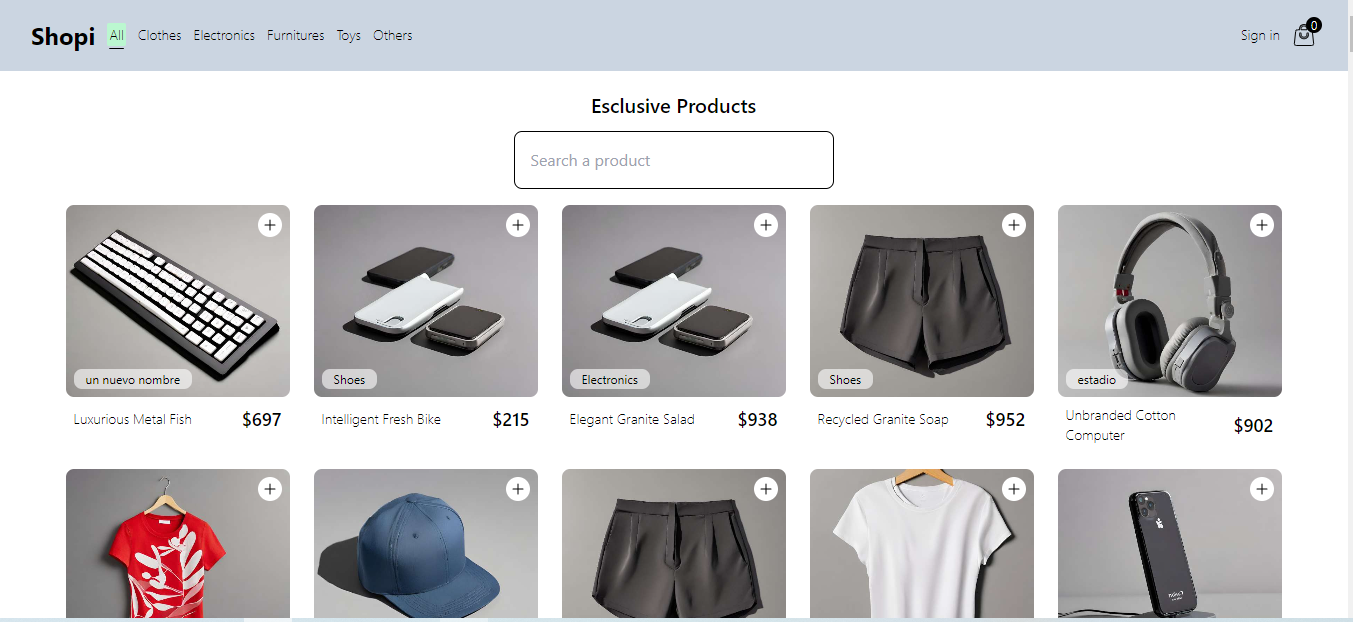 Shopi All Clothes Electronics Furnitures Toys Others Sign in 0
Esclusive Products
Search a product
un nuevo nombre
Luxurious Metal Fish $697
Shoes
Intelligent Fresh Bike $215
Electronics
Elegant Granite Salad $938
Shoes
Recycled Granite Soap $952
estadio
Unbranded Cotton
Computer
$902